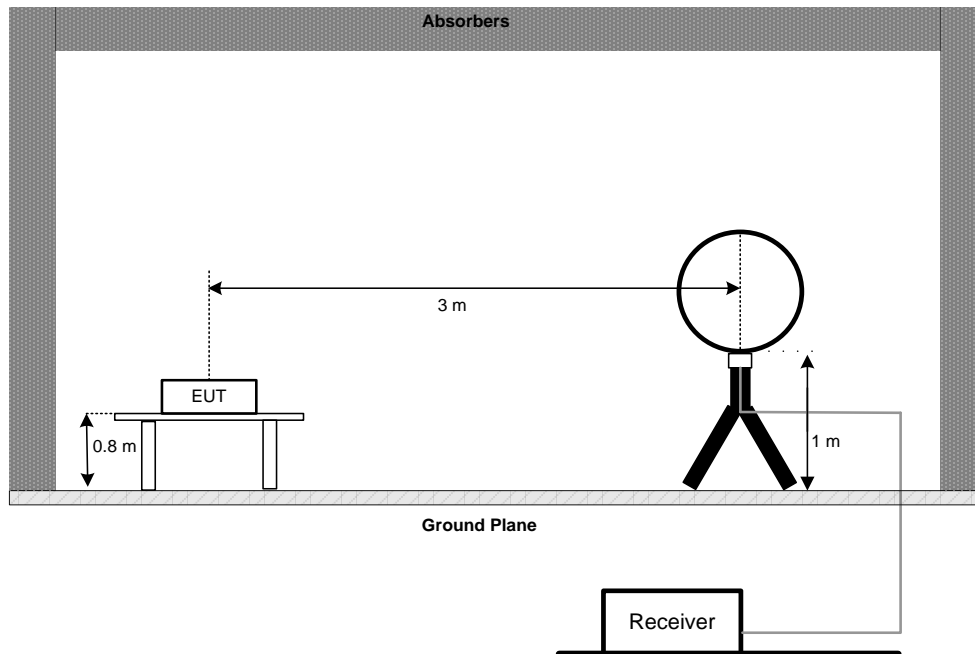 Absorbers
3 m
EUT
0.8 m
1 m
Ground Plane
Receiver